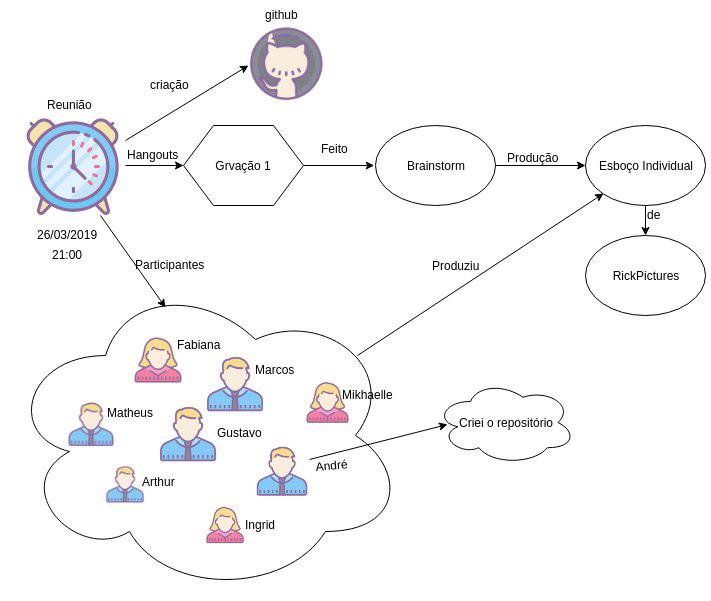 github
criação
Reunião
Hangouts
Grvação 1
Feito
Brainstorm
Produção
Esboço Individual
de
RickPictures
26/03/2019
21:00
Participantes
Produziu
Fabiana
Marcos
Mikhaelle
Matheus
Gustavo
Criei o repositório
André
Arthur
Ingrid